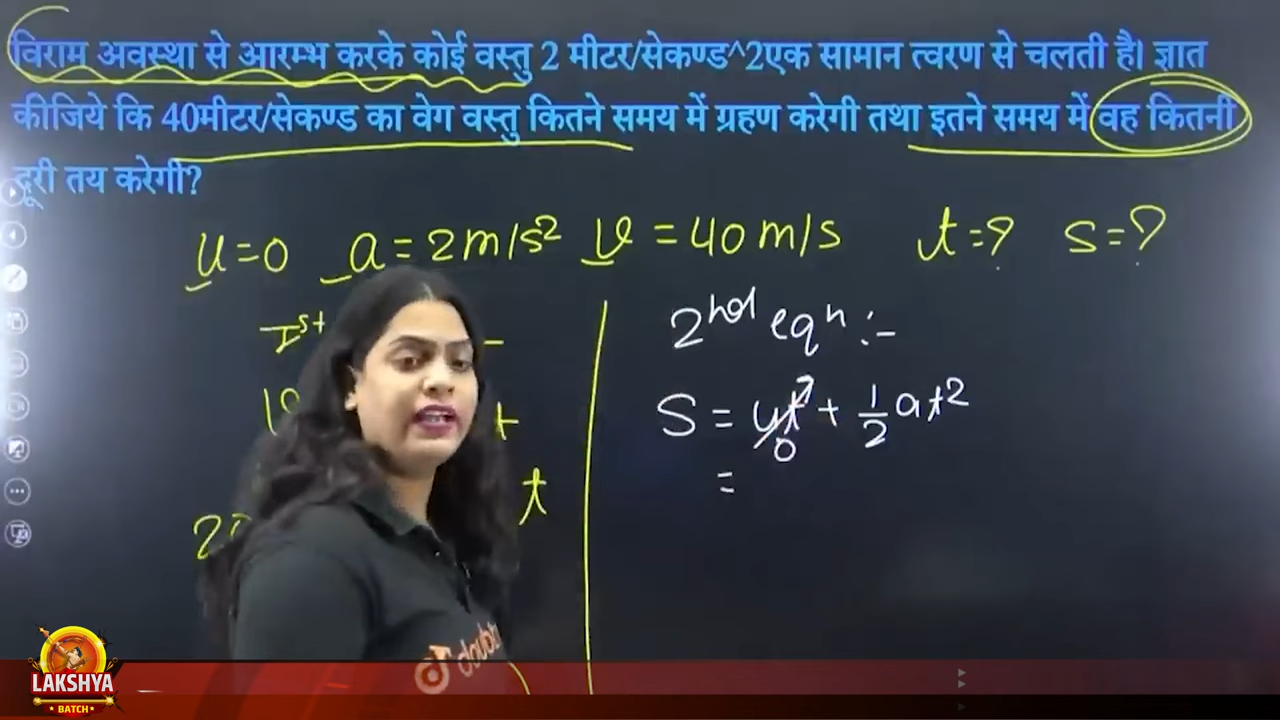 विराम अवस्था से आरम्भ करके कोई वस्तु 2 मीटर/सेकण्ड^2एक सामान त्वरण से चलती है। ज्ञात
कीजिये कि 40मीटर/सेकण्ड का वेग वस्तु कितने समय में ग्रहण करेगी तथा इतने समय में वह कितनी
दूरी तय करेगी?
u=0 a=2m/s² v=40m/s t=? s=?
Ist
2nd eqn :-
S = ut + 1/2 at²
0
=
t
LAKSHYA
BATCH